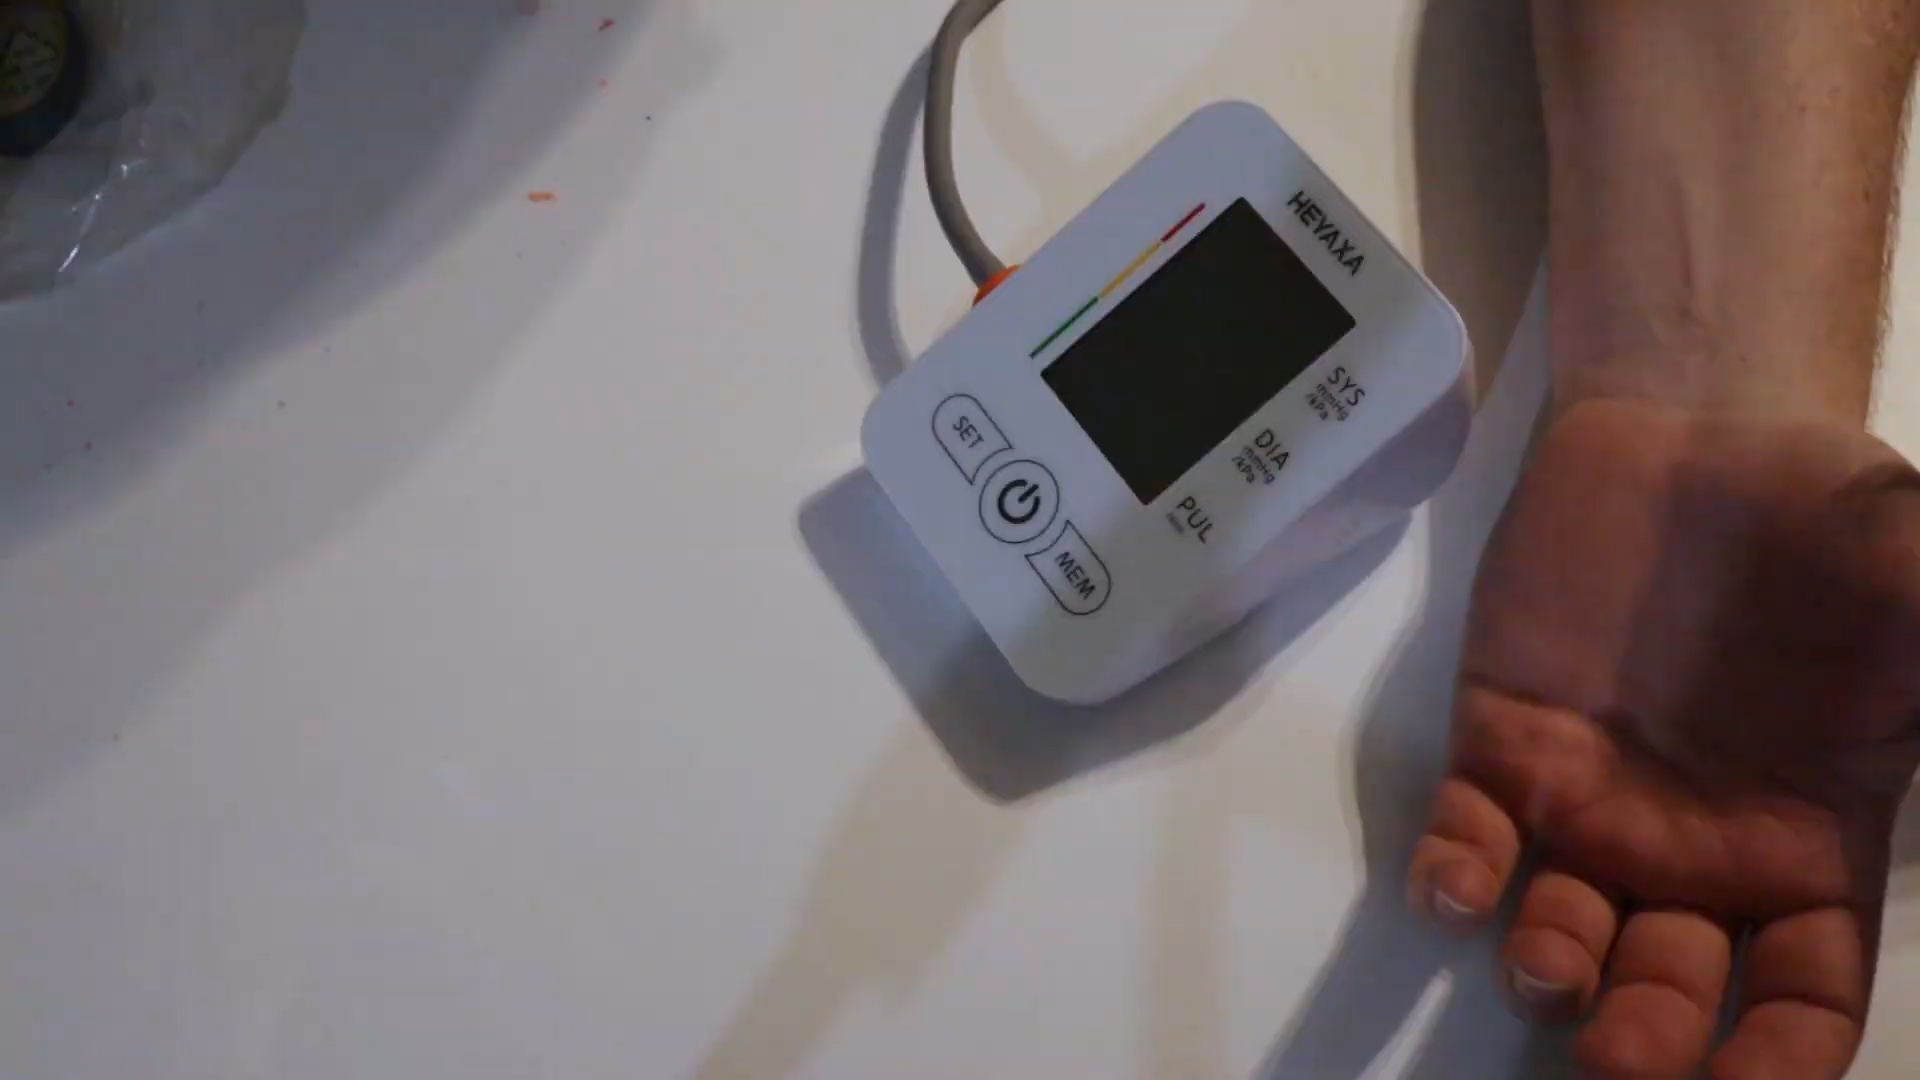 HEYAXA
SYS
mmHg
/kPa
DIA
mmHg
/kPa
PUL
SET
MEM